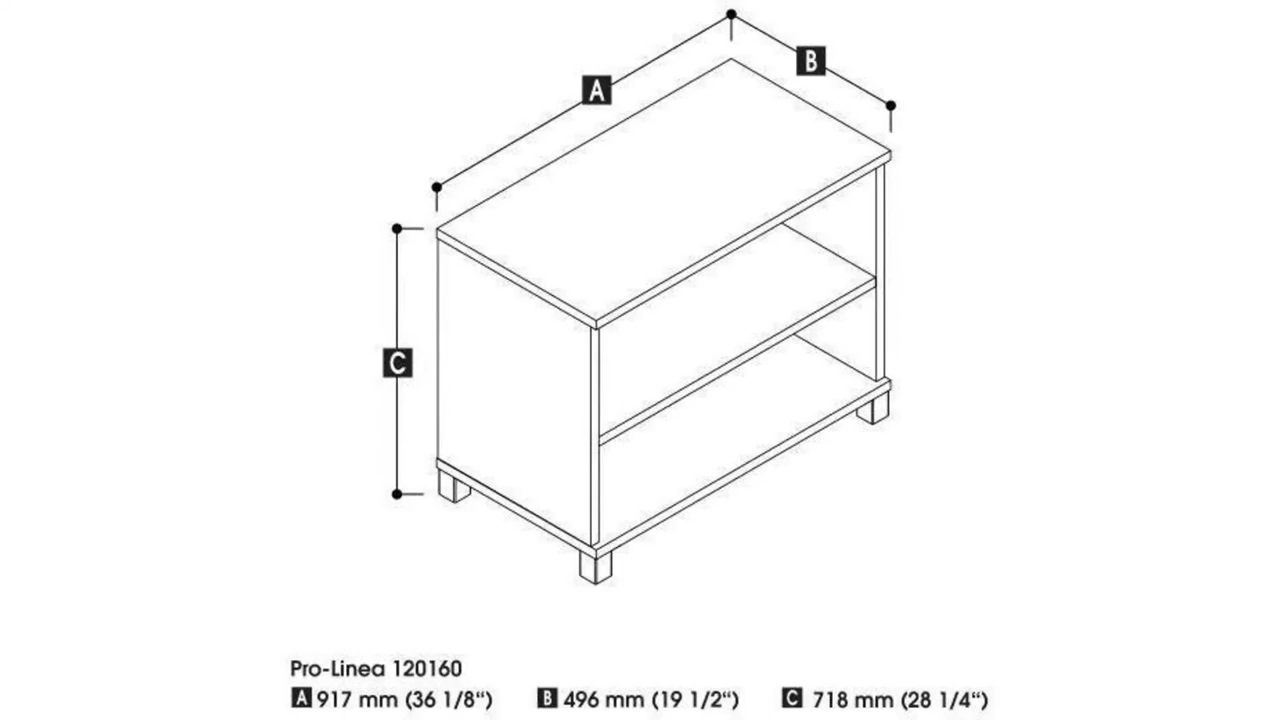 A
B
C
Pro-Linea 120160
A 917 mm (36 1/8“) B 496 mm (19 1/2“) C 718 mm (28 1/4“)